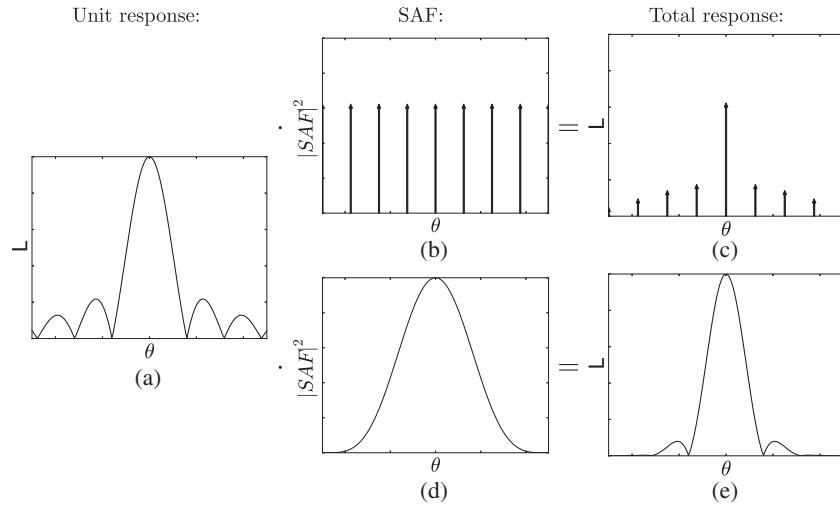 Unit response:
SAF:
Total response:
L
θ
(a)
·
|SAF|²
θ
(b)
=
L
θ
(c)
·
|SAF|²
θ
(d)
=
L
θ
(e)